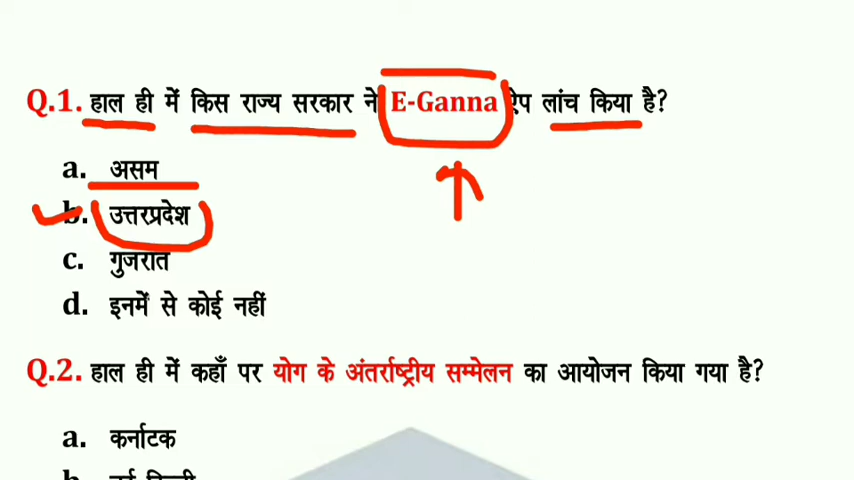 Q.1. हाल ही में किस राज्य सरकार ने E-Ganna ऐप लांच किया है?
a. असम
b. उत्तरप्रदेश
c. गुजरात
d. इनमें से कोई नहीं
Q.2. हाल ही में कहाँ पर योग के अंतर्राष्ट्रीय सम्मेलन का आयोजन किया गया है?
a. कर्नाटक